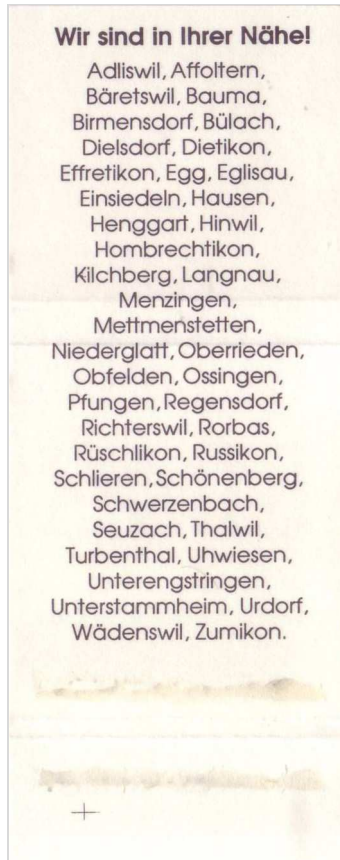 Wir sind in Ihrer Nähe!
Adliswil, Affoltern,
Bäretswil, Bauma,
Birmensdorf, Bülach,
Dielsdorf, Dietikon,
Effretikon, Egg, Eglisau,
Einsiedeln, Hausen,
Henggart, Hinwil,
Hombrechtikon,
Kilchberg, Langnau,
Menzingen,
Mettmenstetten,
Niederglatt, Oberrieden,
Obfelden, Ossingen,
Pfungen, Regensdorf,
Richterswil, Rorbas,
Rüschlikon, Russikon,
Schlieren, Schönenberg,
Schwerzenbach,
Seuzach, Thalwil,
Turbenthal, Uhwiesen,
Unterengstringen,
Unterstammheim, Urdorf,
Wädenswil, Zumikon.